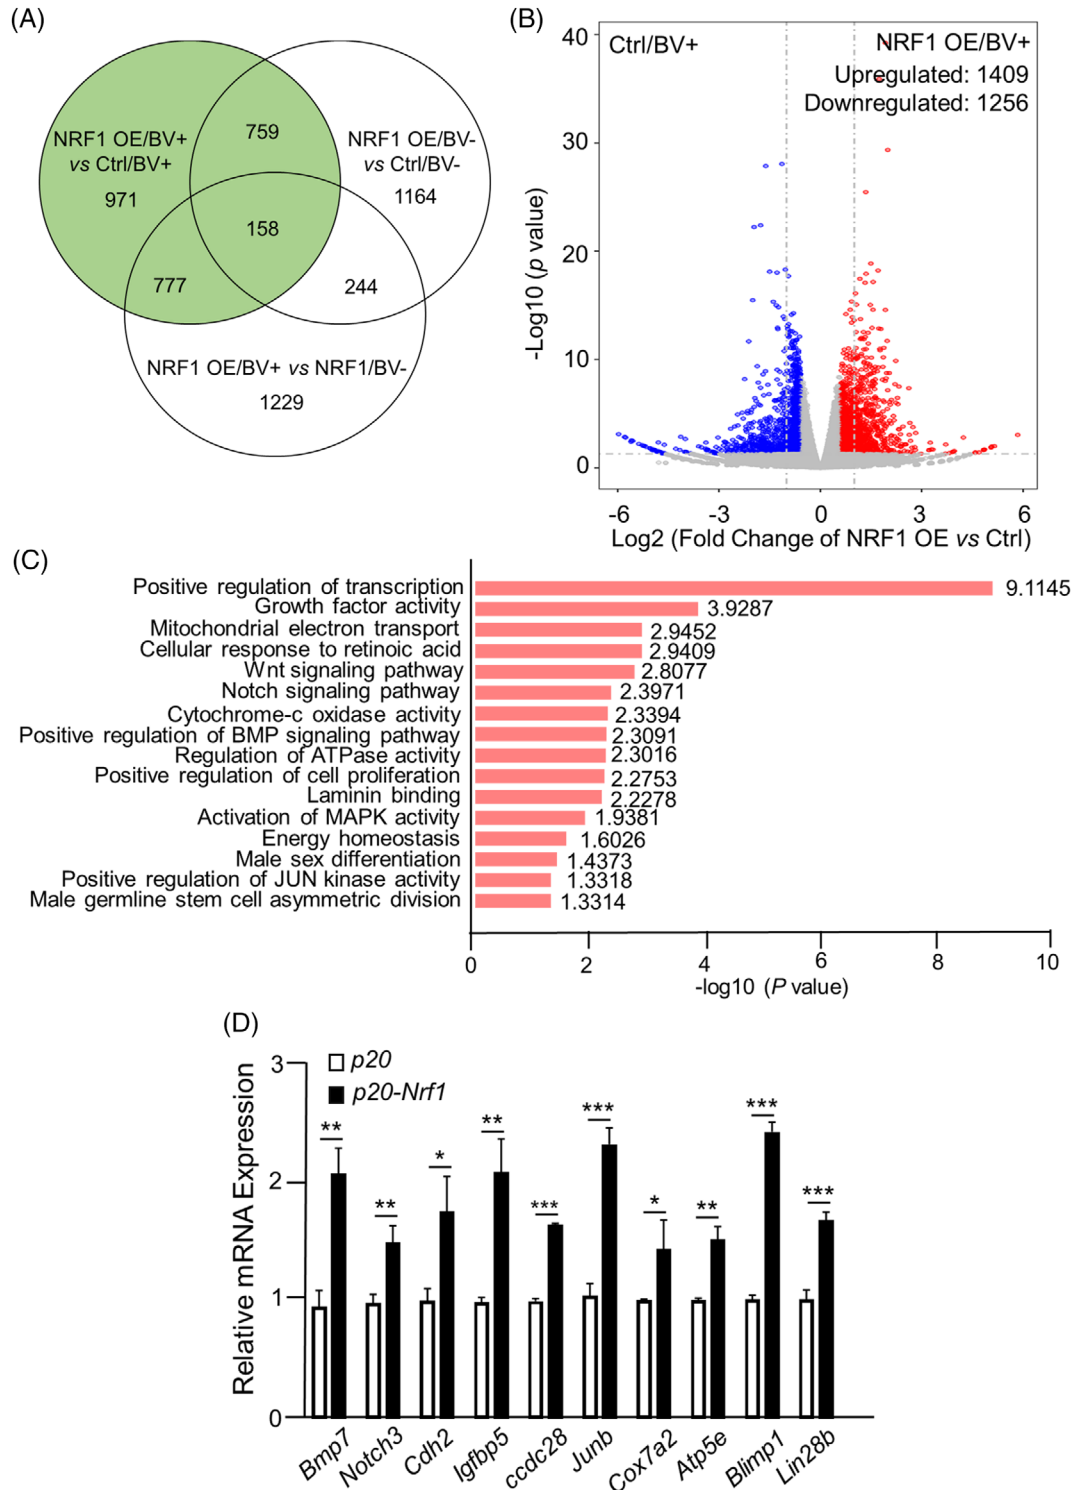 (A)
NRF1 OE/BV+
vs Ctrl/BV+
971
759
NRF1 OE/BV-
vs Ctrl/BV-
1164
158
777
244
NRF1 OE/BV+ vs NRF1/BV-
1229
(B)
Ctrl/BV+
NRF1 OE/BV+
Upregulated: 1409
Downregulated: 1256
-Log10 (p value)
40
30
20
10
0
-6 -3 0 3 6
Log2 (Fold Change of NRF1 OE vs Ctrl)
(C)
Positive regulation of transcription 9.1145
Growth factor activity 3.9287
Mitochondrial electron transport 2.9452
Cellular response to retinoic acid 2.9409
Wnt signaling pathway 2.8077
Notch signaling pathway 2.3971
Cytochrome-c oxidase activity 2.3394
Positive regulation of BMP signaling pathway 2.3091
Regulation of ATPase activity 2.3016
Positive regulation of cell proliferation 2.2753
Laminin binding 2.2278
Activation of MAPK activity 1.9381
Energy homeostasis 1.6026
Male sex differentiation 1.4373
Positive regulation of JUN kinase activity 1.3318
Male germline stem cell asymmetric division 1.3314
0 2 4 6 8 10
-log10 (P value)
(D)
Relative mRNA Expression
3
2
1
0
p20
p20-Nrf1
** ** * ** *** *** * ** *** ***
Bmp7 Notch3 Cdh2 Igfbp5 ccdc28 Junb Cox7a2 Atp5e Blimp1 Lin28b